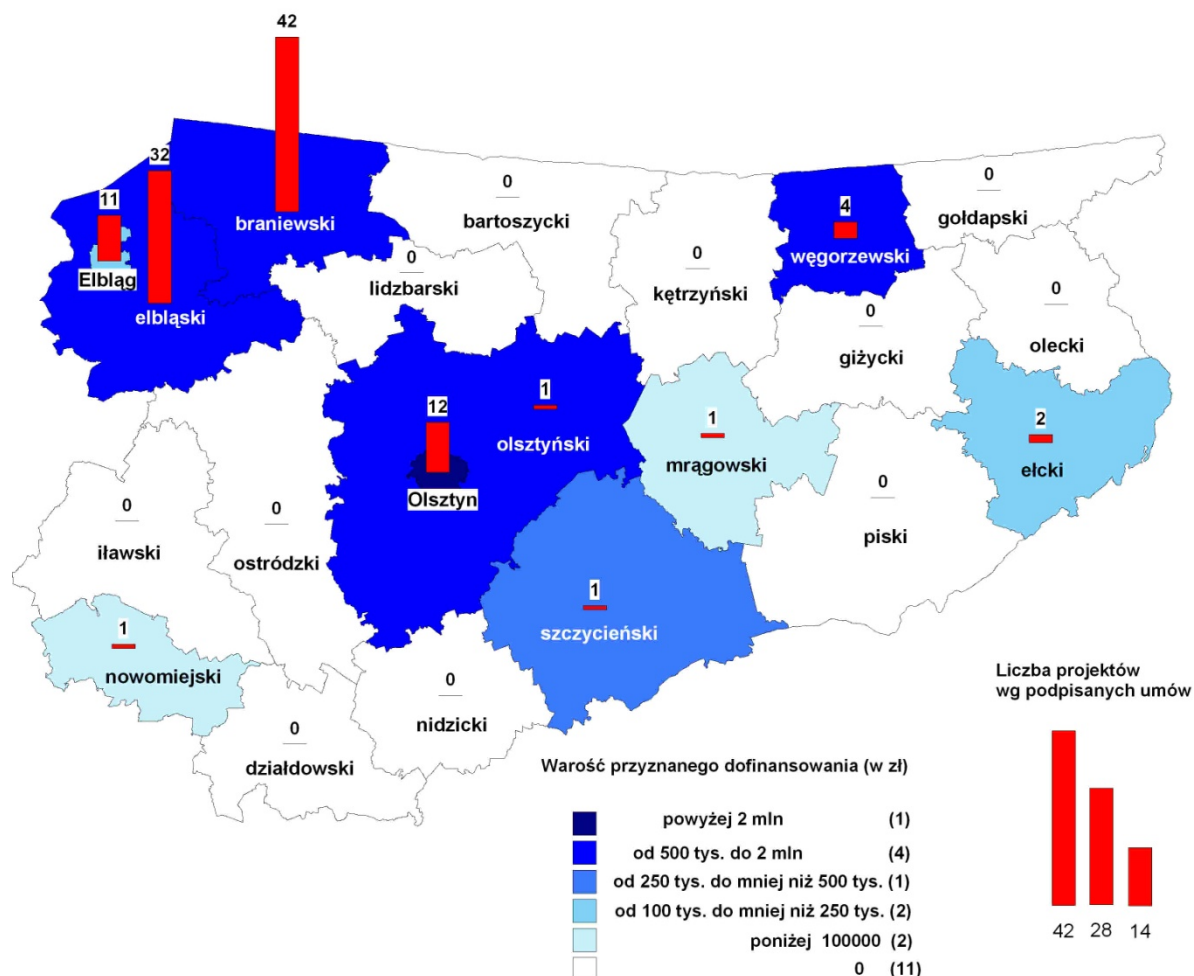 42
32
11
braniewski
Elbląg
elbląski
0
bartoszycki
0
lidzbarski
0
kętrzyński
4
węgorzewski
0
gołdapski
0
giżycki
0
olecki
1
olsztyński
12
Olsztyn
1
mrągowski
2
ełcki
0
piski
0
iławski
0
ostródzki
1
szczycieński
1
nowomiejski
0
nidzicki
0
działdowski
Liczba projektów
wg podpisanych umów
42 28 14
Warość przyznanego dofinansowania (w zł)
powyżej 2 mln (1)
od 500 tys. do 2 mln (4)
od 250 tys. do mniej niż 500 tys. (1)
od 100 tys. do mniej niż 250 tys. (2)
poniżej 100000 (2)
0 (11)